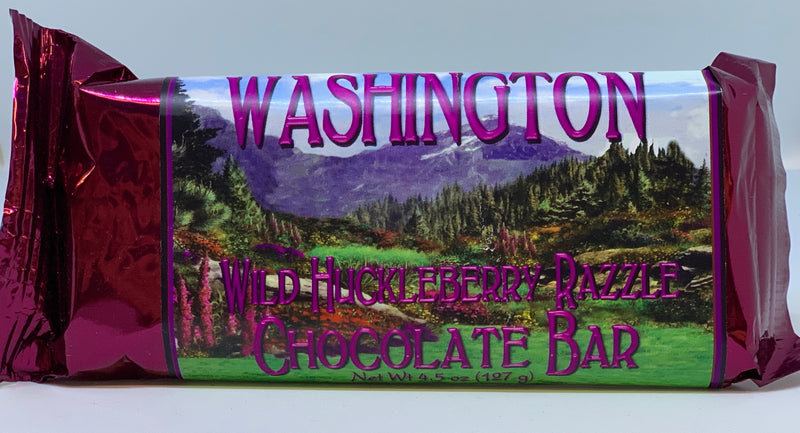 WASHINGTON
WILD HUCKLEBERRY RAZZLE
CHOCOLATE BAR
Net Wt 4.5 oz (127 g)